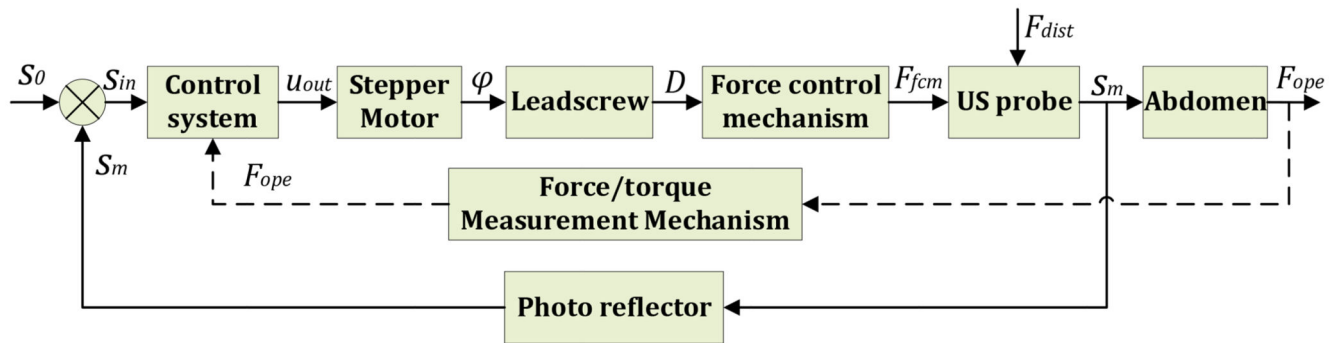 F_dist
S_0
S_in
Control system
u_out
Stepper Motor
φ
Leadscrew
D
Force control mechanism
F_fcm
US probe
S_m
Abdomen
F_ope
S_m
F_ope
Force/torque
Measurement Mechanism
Photo reflector